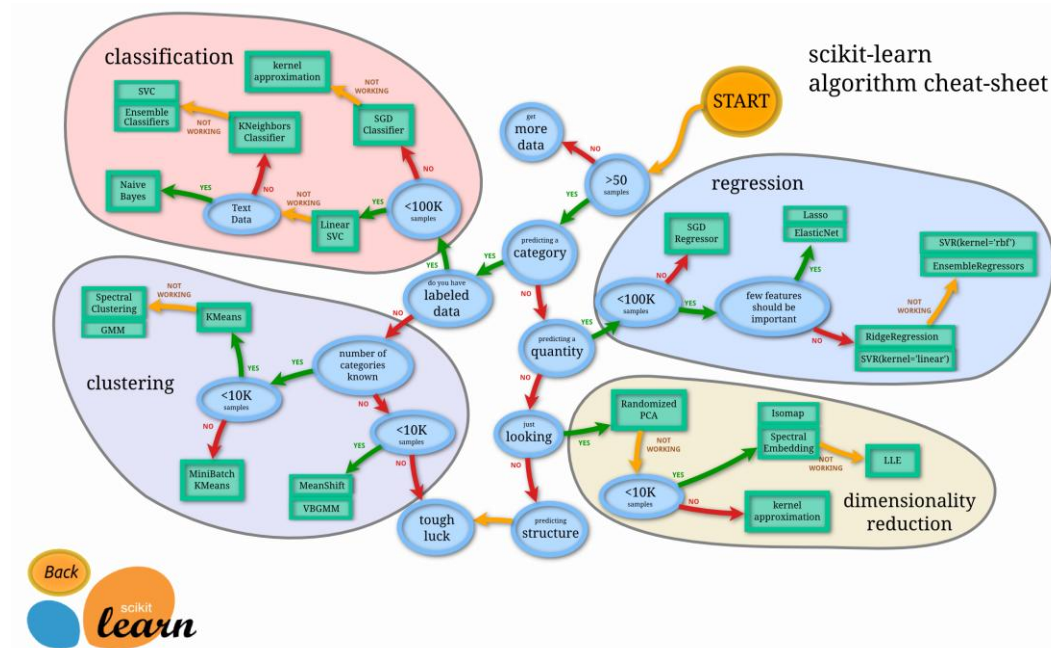 scikit-learn
algorithm cheat-sheet
START
classification
kernel
approximation
NOT
WORKING
SVC
Ensemble
Classifiers
NOT
WORKING
KNeighbors
Classifier
SGD
Classifier
NO
NO
Naive
Bayes
YES
Text
Data
NOT
WORKING
Linear
SVC
YES
<100K
samples
YES
get
more
data
NO
>50
samples
YES
predicting a
category
YES
do you have
labeled
data
NO
NO
predicting a
quantity
YES
NO
regression
SGD
Regressor
NO
<100K
samples
YES
Lasso
ElasticNet
YES
few features
should be
important
NO
SVR(kernel='rbf')
EnsembleRegressors
NOT
WORKING
RidgeRegression
SVR(kernel='linear')
clustering
Spectral
Clustering
GMM
NOT
WORKING
KMeans
YES
<10K
samples
YES
number of
categories
known
NO
NO
MiniBatch
KMeans
<10K
samples
YES
NO
MeanShift
VBGMM
tough
luck
just
looking
YES
NO
predicting
structure
Randomized
PCA
NOT
WORKING
<10K
samples
YES
NO
Isomap
Spectral
Embedding
NOT
WORKING
LLE
kernel
approximation
dimensionality
reduction
Back
scikit
learn